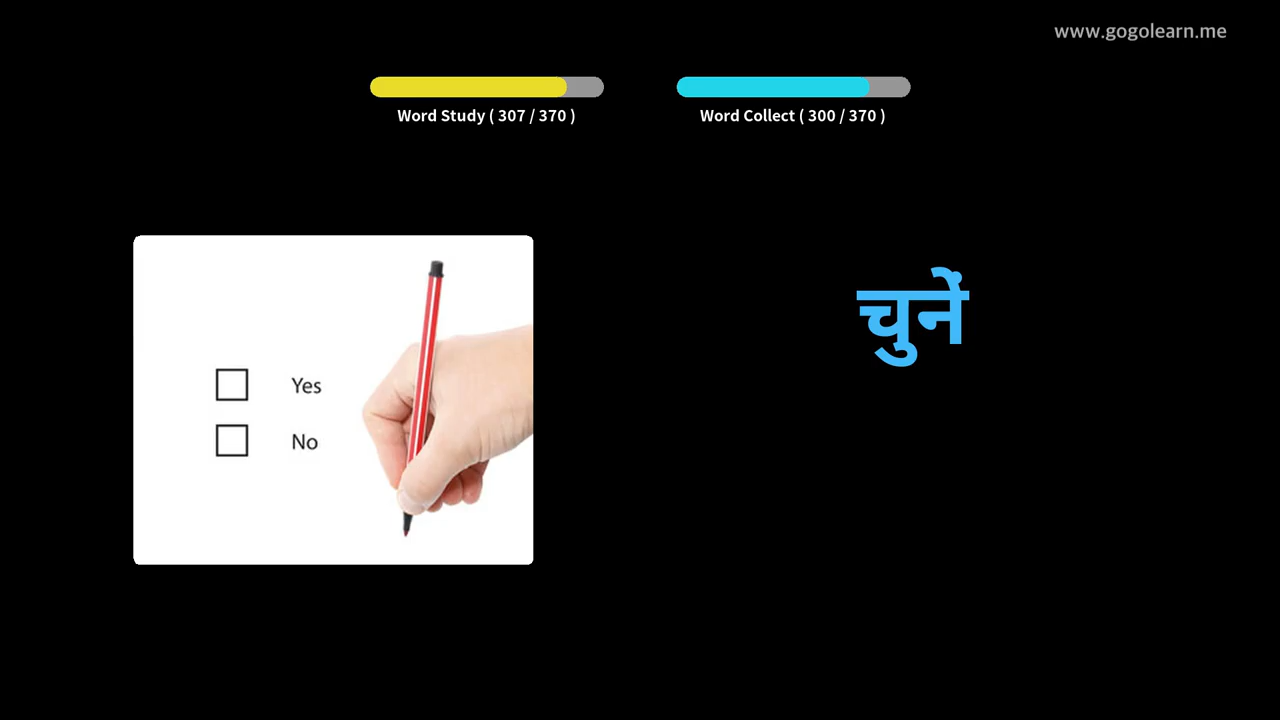 www.gogolearn.me
Word Study ( 307 / 370 )
Word Collect ( 300 / 370 )
चुनें
Yes
No